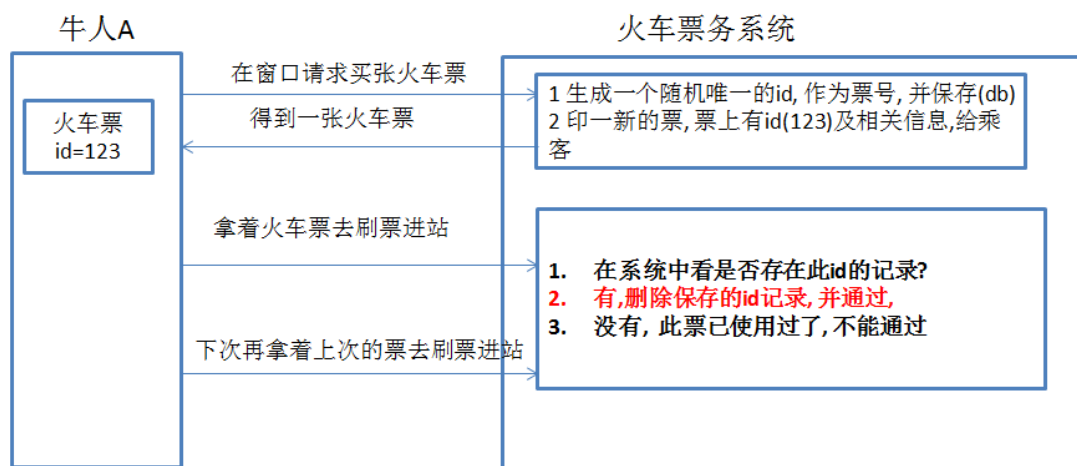 牛人A
火车票务系统
在窗口请求买张火车票
1 生成一个随机唯一的id, 作为票号, 并保存(db)
2 印一新的票, 票上有id(123)及相关信息,给乘
客
得到一张火车票
火车票
id=123
拿着火车票去刷票进站
1. 在系统中看是否存在此id的记录?
2. 有,删除保存的id记录, 并通过,
3. 没有, 此票已使用过了, 不能通过
下次再拿着上次的票去刷票进站